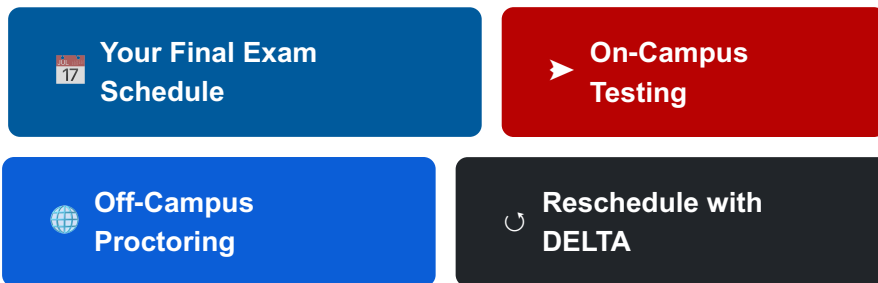 Your Final Exam
Schedule
On-Campus
Testing
Off-Campus
Proctoring
Reschedule with
DELTA